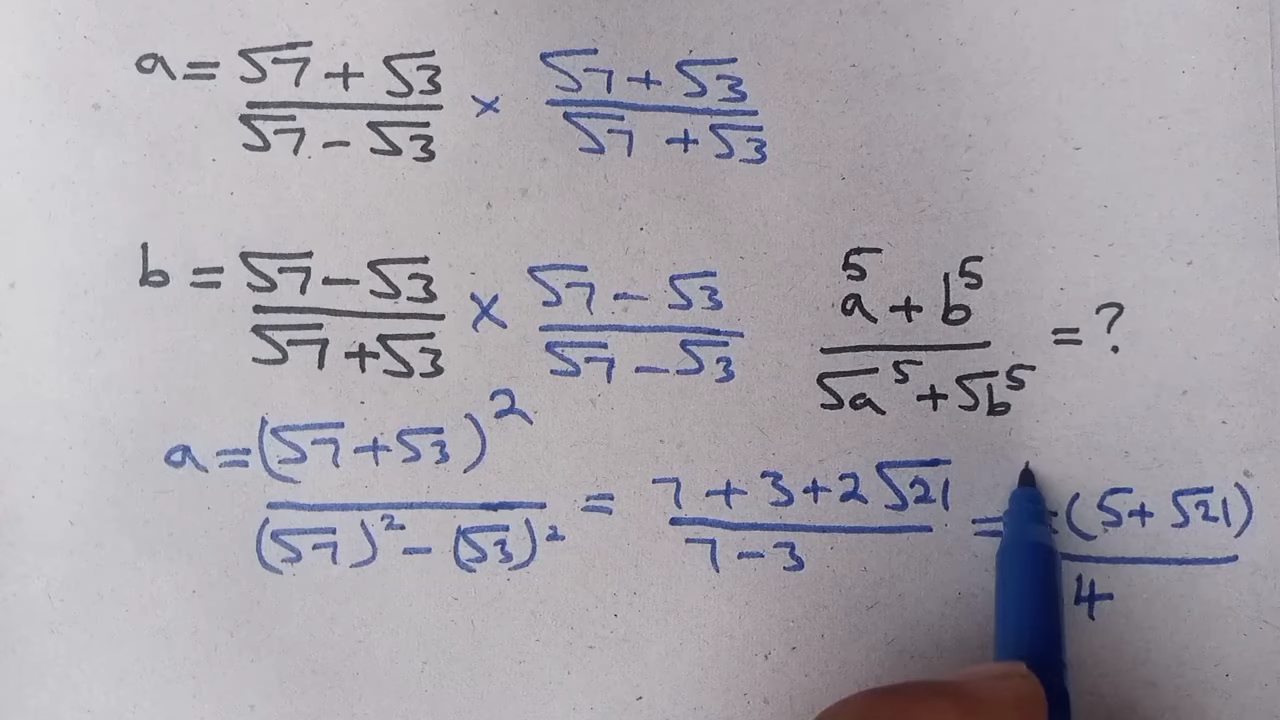 a = √7 + √3 / √7 - √3 × √7 + √3 / √7 + √3
b = √7 - √3 / √7 + √3 × √7 - √3 / √7 - √3
a⁵ + b⁵ / √a⁵ + √b⁵ = ?
a = (√7 + √3)² / (√7)² - (√3)² = 7 + 3 + 2√21 / 7 - 3 = (5 + √21) / 4